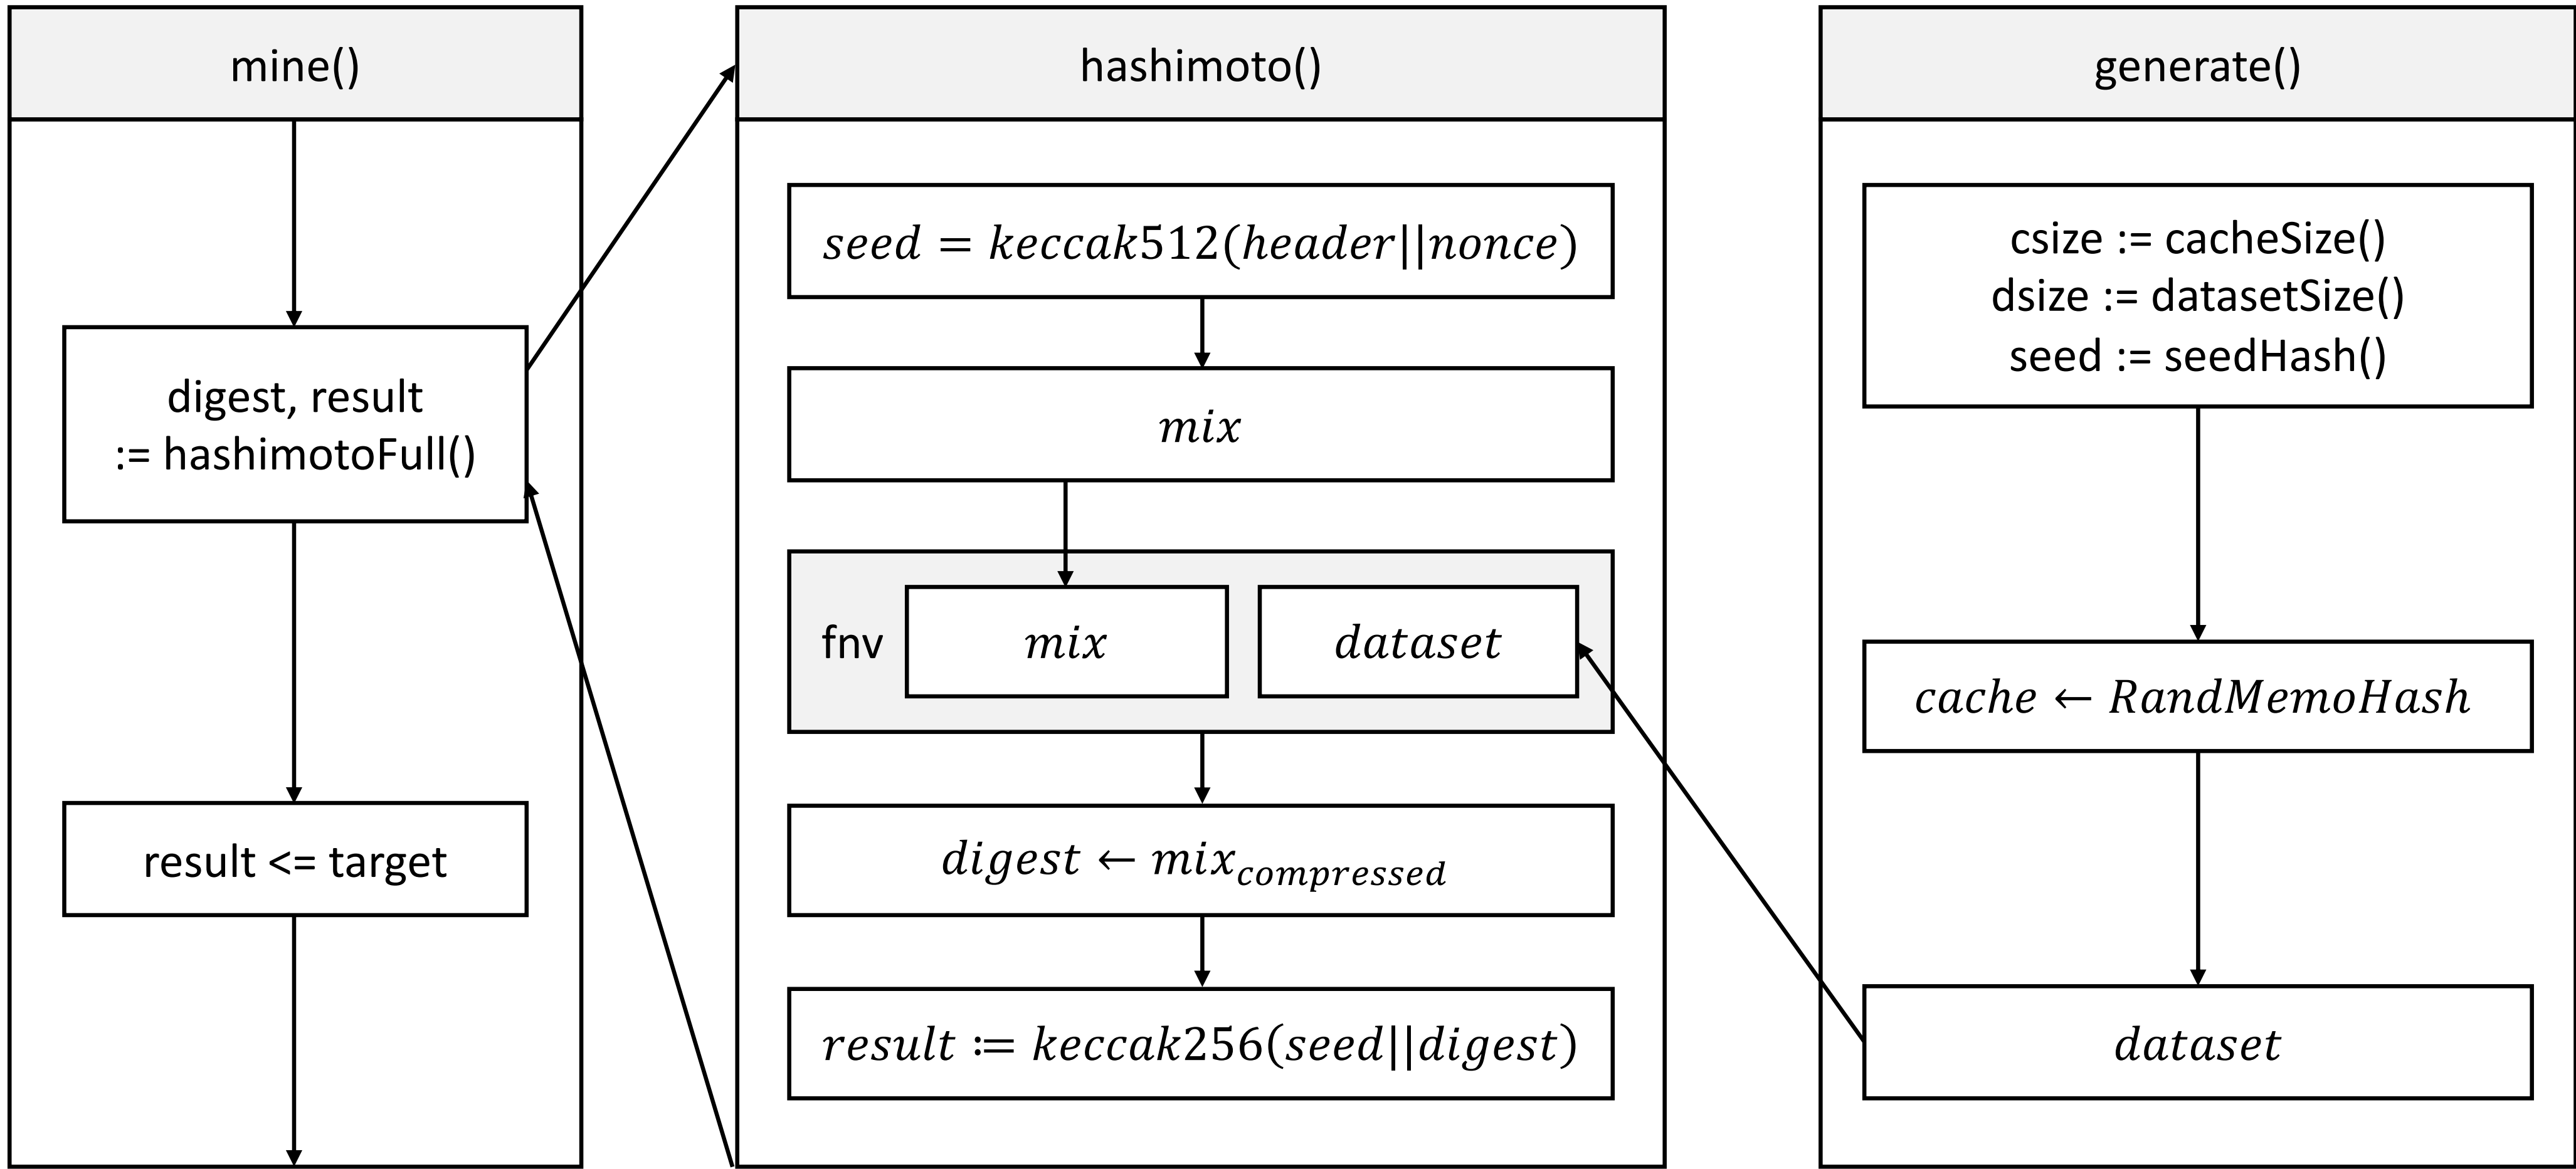 mine()
digest, result
:= hashimotoFull()
result <= target
hashimoto()
seed = keccak512(header||nonce)
mix
fnv
mix
dataset
digest ← mix_compressed
result ≔ keccak256(seed||digest)
generate()
csize := cacheSize()
dsize := datasetSize()
seed := seedHash()
cache ← RandMemoHash
dataset